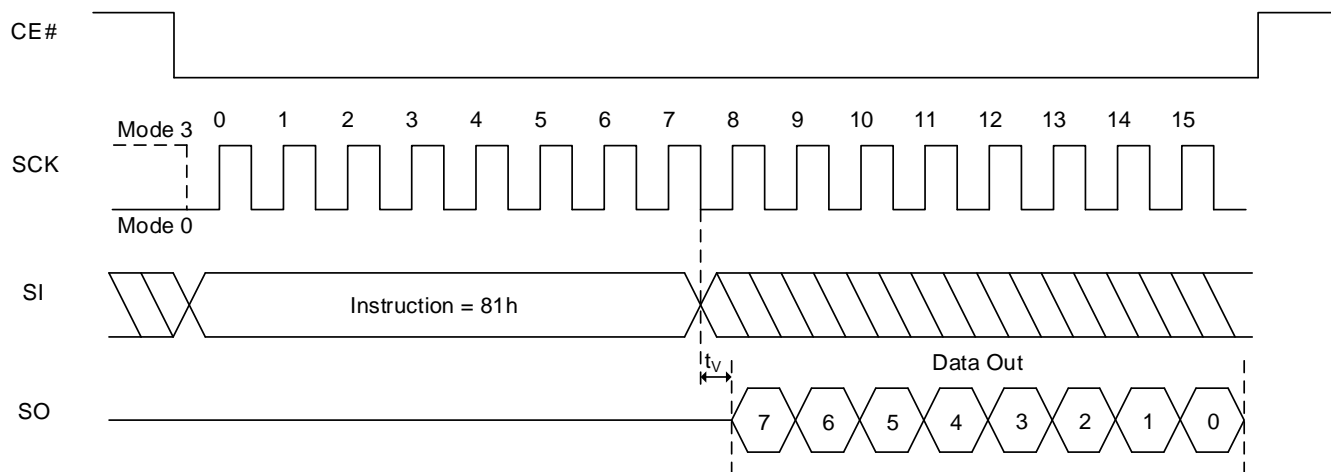 CE#
0 1 2 3 4 5 6 7 8 9 10 11 12 13 14 15
Mode 3
SCK
Mode 0
SI
Instruction = 81h
tV
Data Out
SO
7 6 5 4 3 2 1 0